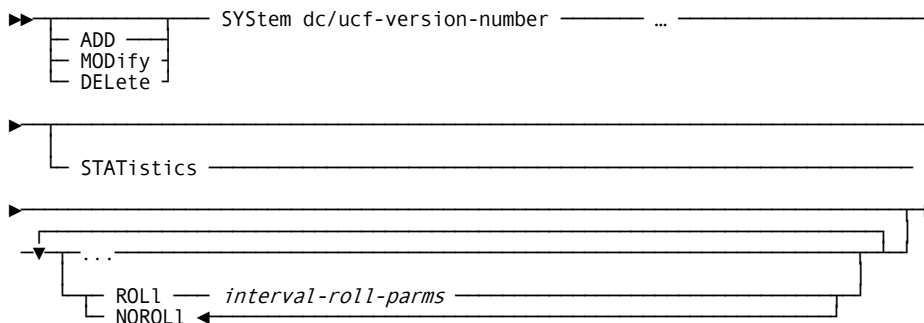 SYStem dc/ucf-version-number ...
ADD
MODify
DELete
STATistics
...
ROLl interval-roll-parms
NOROLl